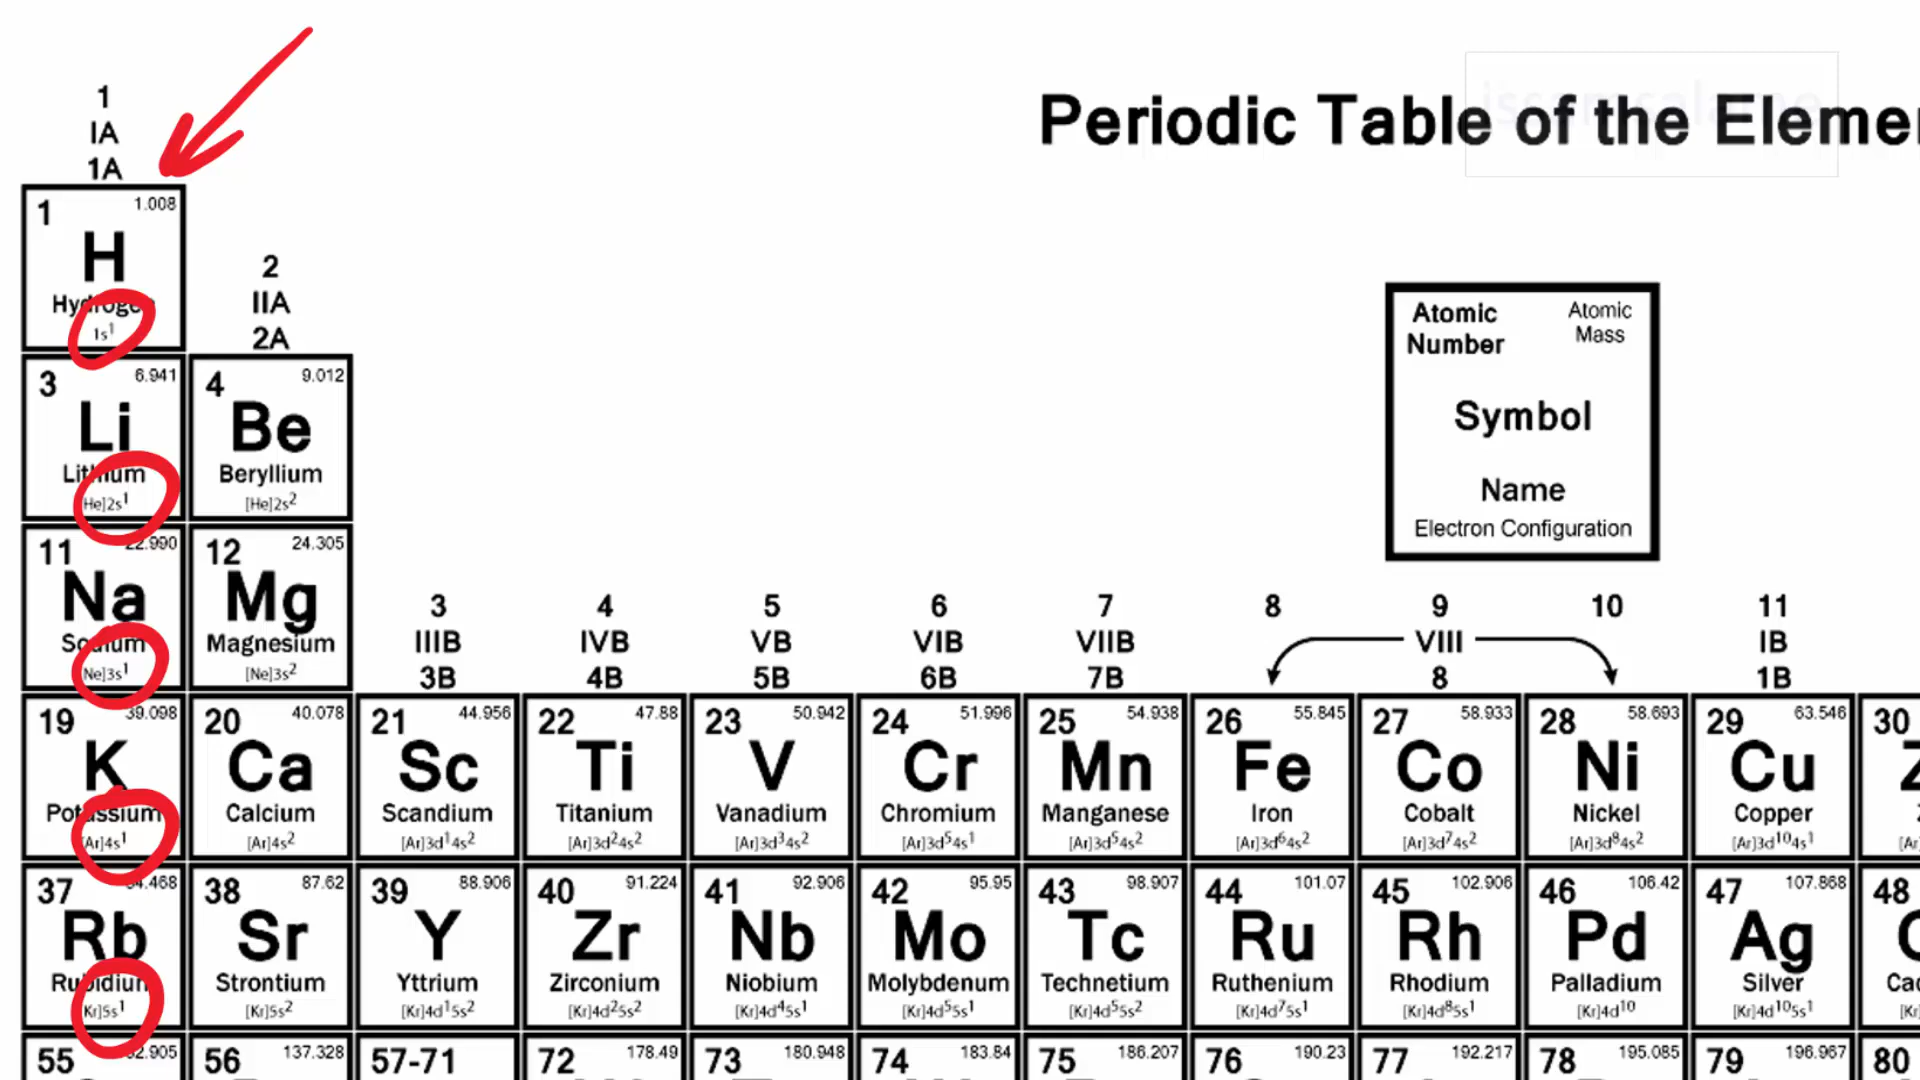 1
IA
1A
Periodic Table of the Eleme
1 1.008
H
Hydrogen
1s1
2
IIA
2A
Atomic Number
Atomic Mass
Symbol
Name
Electron Configuration
3 6.941
Li
Lithium
[He]2s1
4 9.012
Be
Beryllium
[He]2s2
11 22.990
Na
Sodium
[Ne]3s1
12 24.305
Mg
Magnesium
[Ne]3s2
3 4 5 6 7 8 9 10 11
IIIB IVB VB VIB VIIB VIII IB
3B 4B 5B 6B 7B 8 1B
19 39.098 20 40.078 21 44.956 22 47.88 23 50.942 24 51.996 25 54.938 26 55.845 27 58.933 28 58.693 29 63.546 30
K Ca Sc Ti V Cr Mn Fe Co Ni Cu
Potassium Calcium Scandium Titanium Vanadium Chromium Manganese Iron Cobalt Nickel Copper
[Ar]4s1 [Ar]4s2 [Ar]3d14s2 [Ar]3d24s2 [Ar]3d34s2 [Ar]3d54s1 [Ar]3d54s2 [Ar]3d64s2 [Ar]3d74s2 [Ar]3d84s2 [Ar]3d104s1 [Ar]
37 84.468 38 87.62 39 88.906 40 91.224 41 92.906 42 95.95 43 98.907 44 101.07 45 102.906 46 106.42 47 107.868 48
Rb Sr Y Zr Nb Mo Tc Ru Rh Pd Ag
Rubidium Strontium Yttrium Zirconium Niobium Molybdenum Technetium Ruthenium Rhodium Palladium Silver
[Kr]5s1 [Kr]5s2 [Kr]4d15s2 [Kr]4d25s2 [Kr]4d45s1 [Kr]4d55s1 [Kr]4d55s2 [Kr]4d75s1 [Kr]4d85s1 [Kr]4d10 [Kr]4d105s1 [Kr]
55 56 137.328 57-71 72 178.49 73 180.948 74 183.84 75 186.207 76 190.23 77 192.217 78 195.085 79 196.967 80